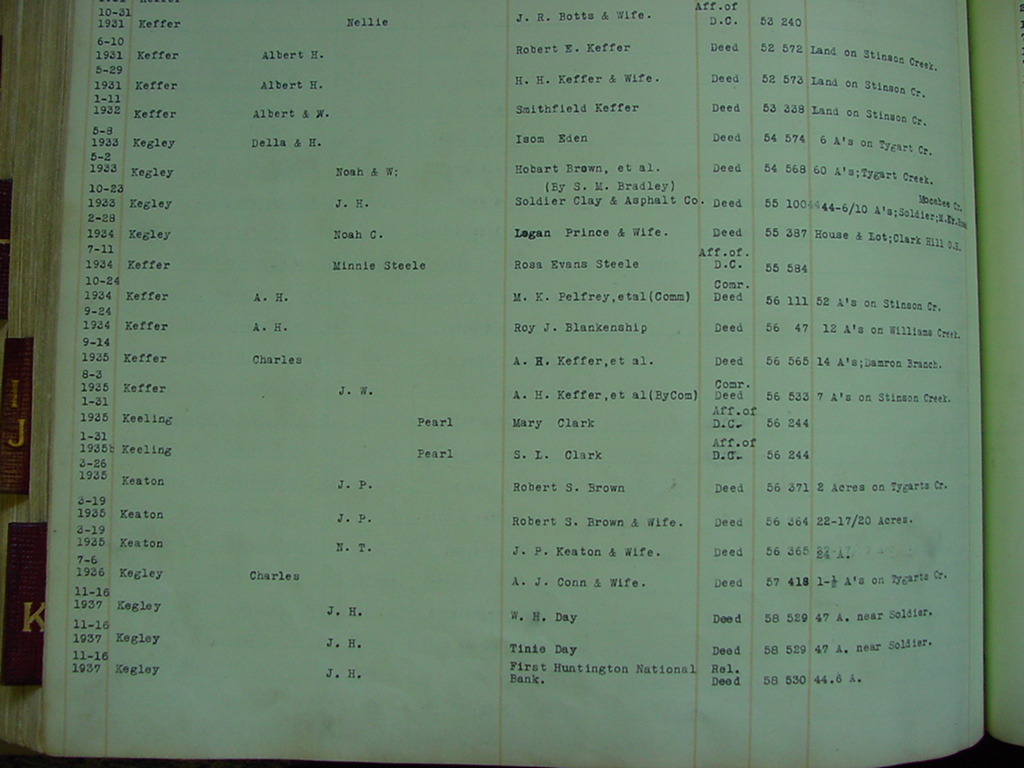 Aff.of
10-31
1931 Keffer Nellie J. R. Botts & Wife. D.C. 53 240
6-10
1931 Keffer Albert H. Robert E. Keffer Deed 52 572 Land on Stinson Creek.
5-29
1931 Keffer Albert H. H. H. Keffer & Wife. Deed 52 573 Land on Stinson Cr.
1-11
1932 Keffer Albert & W. Smithfield Keffer Deed 53 338 Land on Stinson Cr.
5-8
1933 Kegley Della & H. Isom Eden Deed 54 574 6 A's on Tygart Cr.
5-2
1933 Kegley Noah & W: Hobart Brown, et al. Deed 54 568 60 A's;Tygart Creek.
(By S. M. Bradley)
10-23 Mocabee Cr.
1933 Kegley J. H. Soldier Clay & Asphalt Co. Deed 55 100 44-6/10 A's;Soldier;
2-28
1934 Kegley Noah C. Logan Prince & Wife. Deed 55 387 House & Lot;Clark Hill O.S.
7-11 Aff.of.
1934 Keffer Minnie Steele Rosa Evans Steele D.C. 55 584
10-24 Comr.
1934 Keffer A. H. M. K. Pelfrey,etal(Comm) Deed 56 111 52 A's on Stinson Cr.
9-24
1934 Keffer A. H. Roy J. Blankenship Deed 56 47 12 A's on Williams Creek.
9-14
1935 Keffer Charles A. H. Keffer,et al. Deed 56 565 14 A's;Damron Branch.
8-3 Comr.
1935 Keffer J. W. A. H. Keffer,et al(ByCom) Deed 56 533 7 A's on Stinson Creek.
1-31 Aff.of
1935 Keeling Pearl Mary Clark D.C. 56 244
1-31 Aff.of
1935 Keeling Pearl S. L. Clark D.C. 56 244
3-26
1935 Keaton J. P. Robert S. Brown Deed 56 371 2 Acres on Tygarts Cr.
3-19
1935 Keaton J. P. Robert S. Brown & Wife. Deed 56 364 22-17/20 Acres.
3-19
1935 Keaton N. T. J. P. Keaton & Wife. Deed 56 365 24 A.
7-6
1936 Kegley Charles A. J. Conn & Wife. Deed 57 418 1-½ A's on Tygarts Cr.
11-16
1937 Kegley J. H. W. H. Day Deed 58 529 47 A. near Soldier.
11-16
1937 Kegley J. H. Tinie Day Deed 58 529 47 A. near Soldier.
11-16 First Huntington National Rel.
1937 Kegley J. H. Bank. Deed 58 530 44.6 A.
J
K